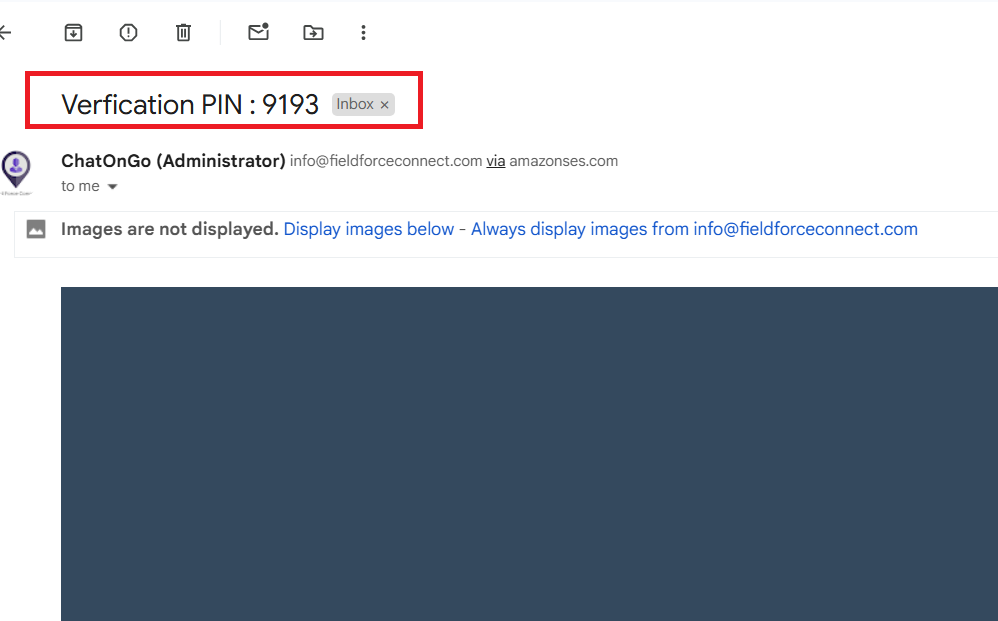 Verfication PIN : 9193 Inbox ×
ChatOnGo (Administrator) info@fieldforceconnect.com via amazonses.com
to me
Images are not displayed. Display images below - Always display images from info@fieldforceconnect.com